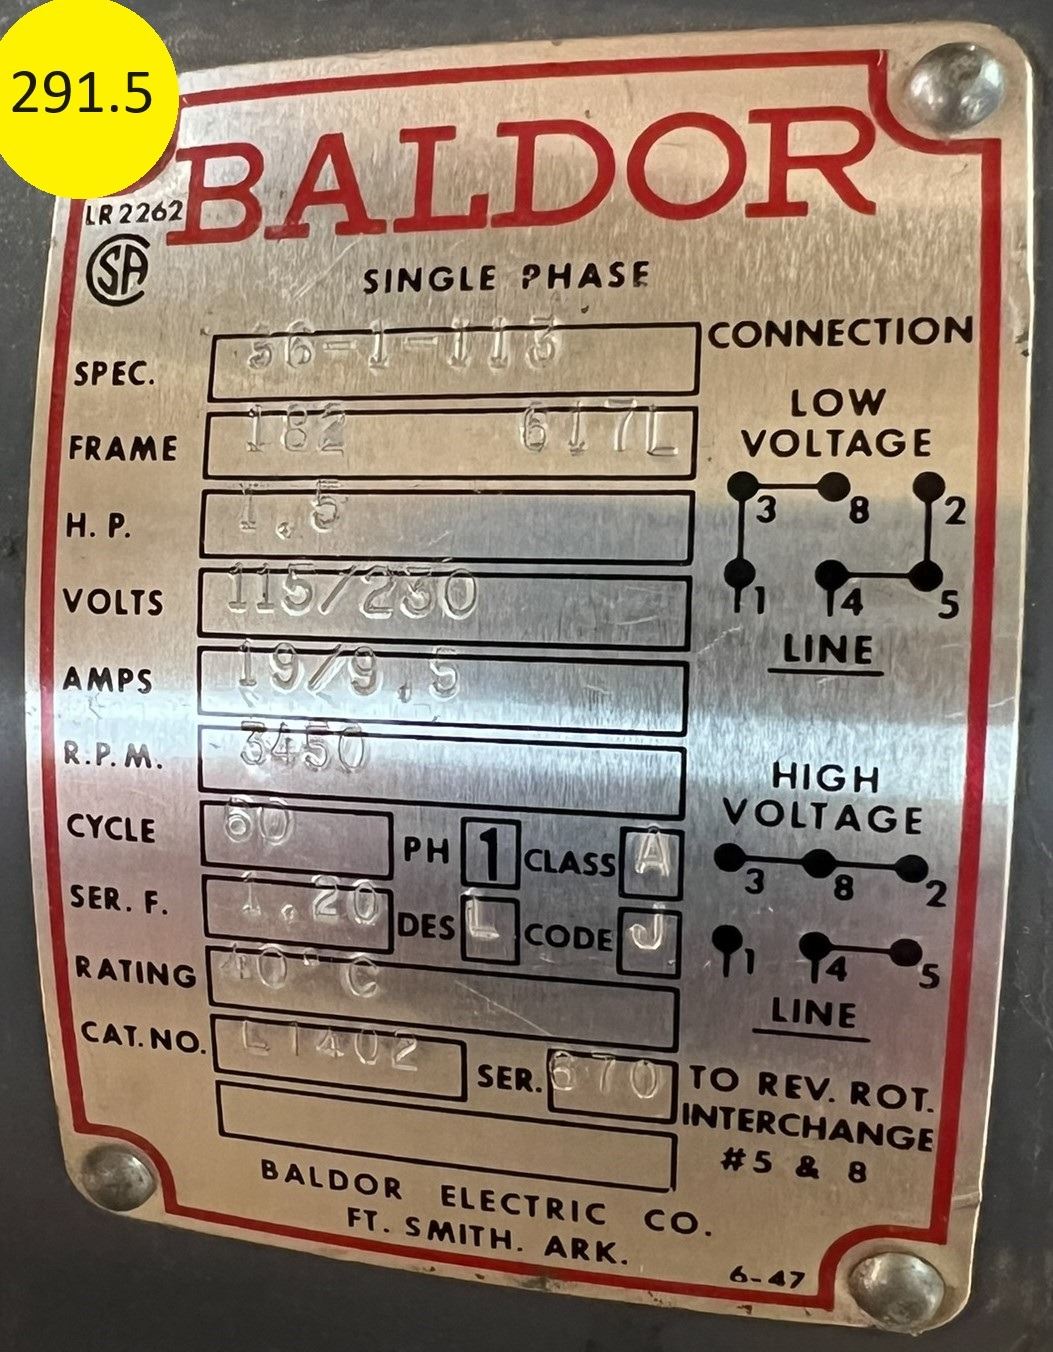 291.5
BALDOR
LR2262
SA
SINGLE PHASE
SPEC. 36-1-113
FRAME 182 617L
H. P. 1.5
VOLTS 115/230
AMPS 19/9.5
R.P.M. 3450
CYCLE 60 PH 1 CLASS A
SER. F. 1.20 DES L CODE J
RATING 40°C
CAT. NO. L1402 SER. 670
CONNECTION
LOW
VOLTAGE
3 8 2
1 4 5
LINE
HIGH
VOLTAGE
3 8 2
1 4 5
LINE
TO REV. ROT.
INTERCHANGE
#5 & 8
BALDOR ELECTRIC CO.
FT. SMITH. ARK.
6-47